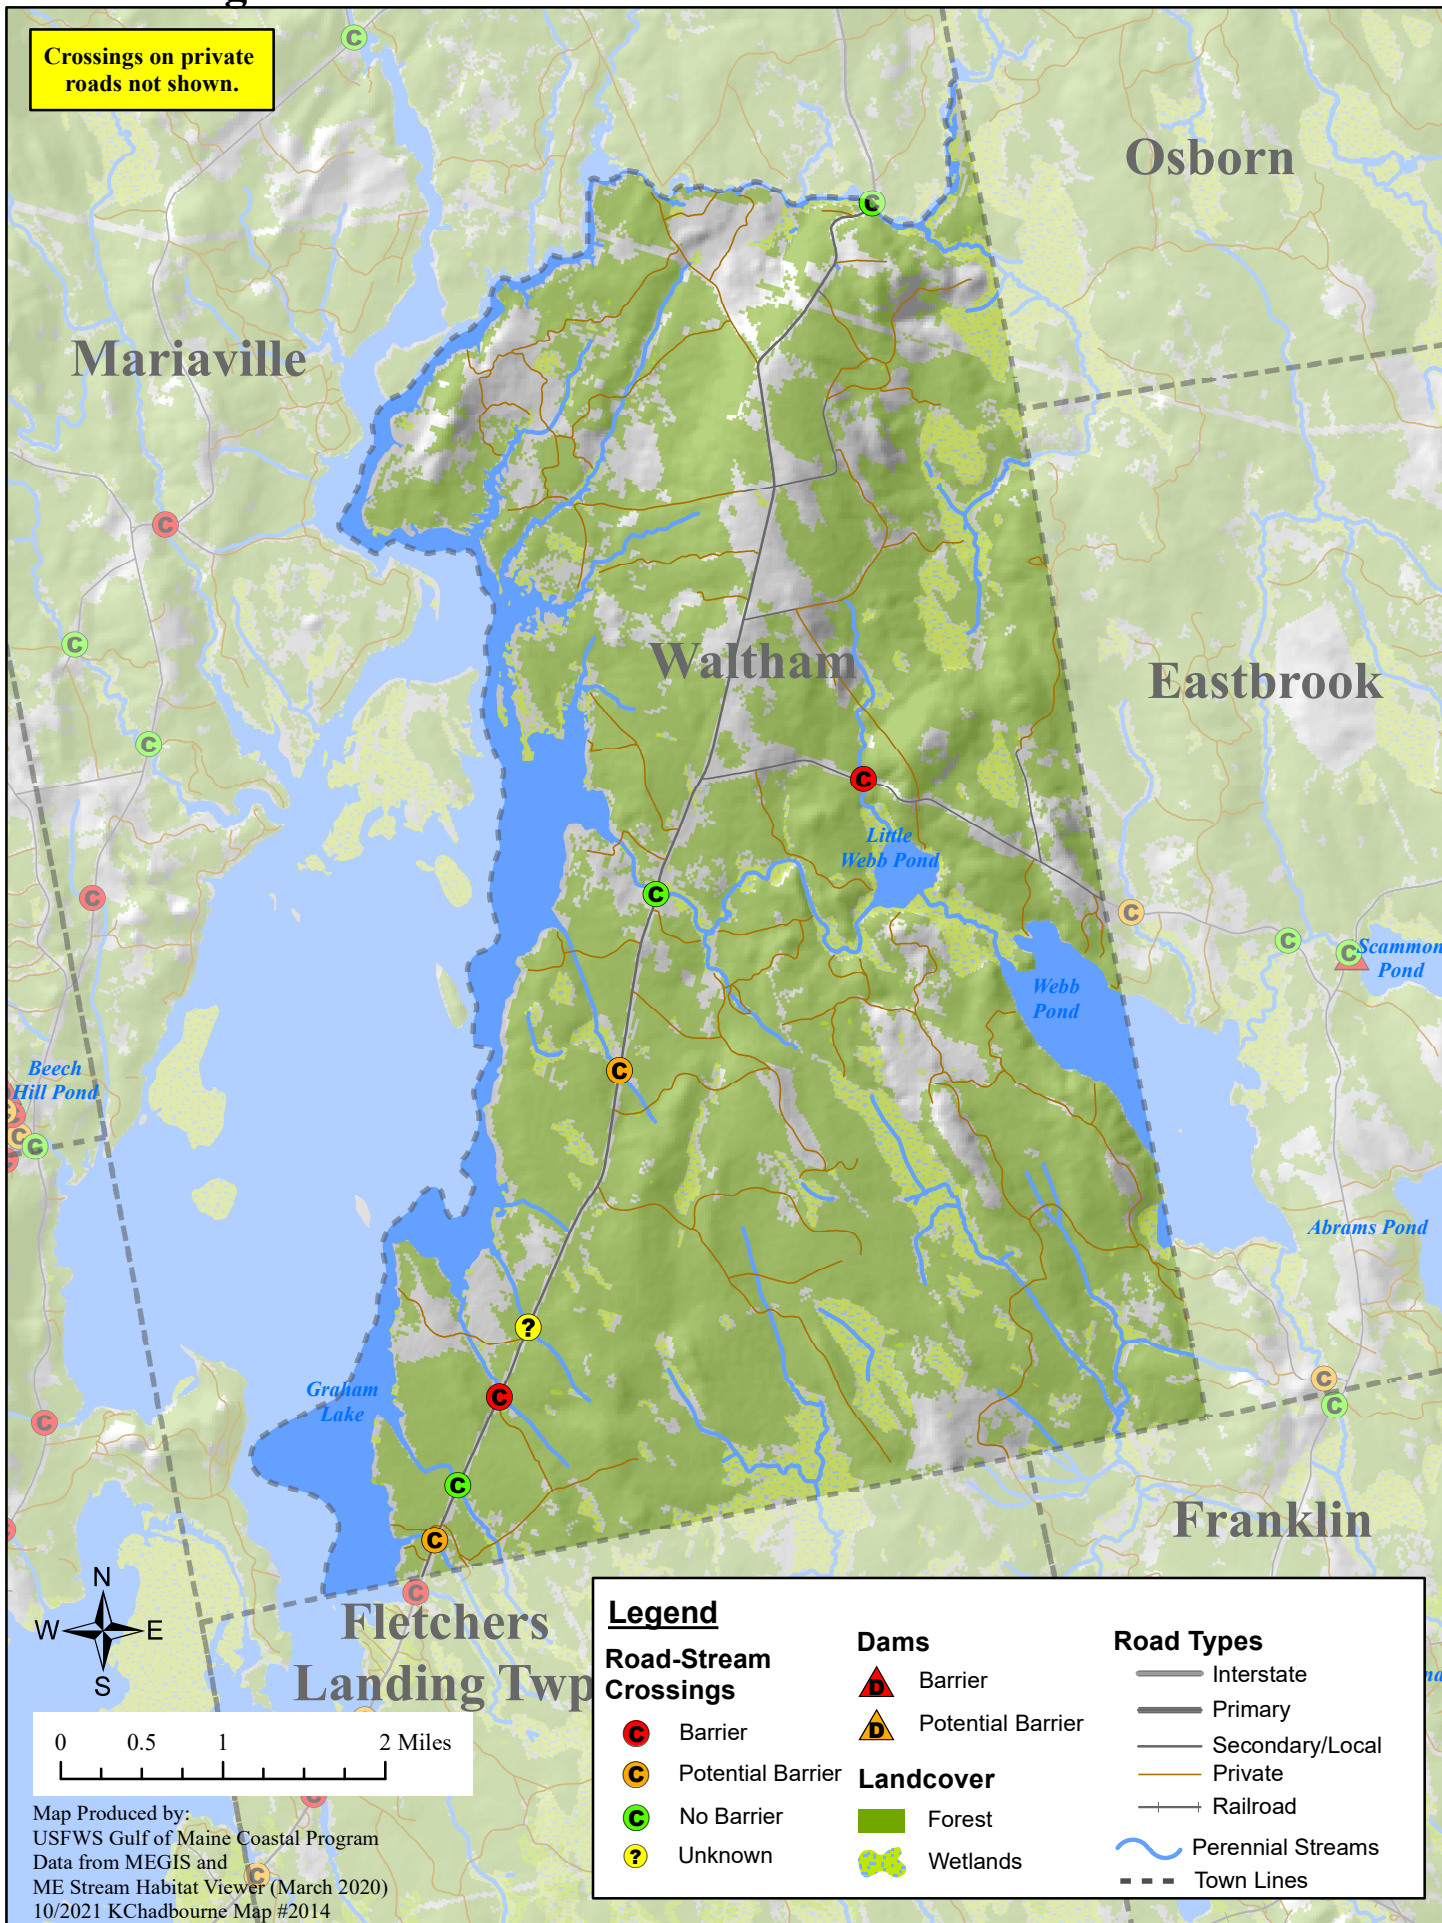 Crossings on private
roads not shown.
Osborn
Mariaville
Waltham
Eastbrook
Little
Webb Pond
Scammon
Pond
Webb
Pond
Beech
Hill Pond
Abrams Pond
Graham
Lake
Franklin
Fletchers
Landing Twp
N
W E
S
0 0.5 1 2 Miles
Map Produced by:
USFWS Gulf of Maine Coastal Program
Data from MEGIS and
ME Stream Habitat Viewer (March 2020)
10/2021 KChadbourne Map #2014
Legend
Road-Stream
Crossings
C Barrier
C Potential Barrier
C No Barrier
? Unknown
Dams
D Barrier
D Potential Barrier
Landcover
Forest
Wetlands
Road Types
Interstate
Primary
Secondary/Local
Private
Railroad
Perennial Streams
Town Lines